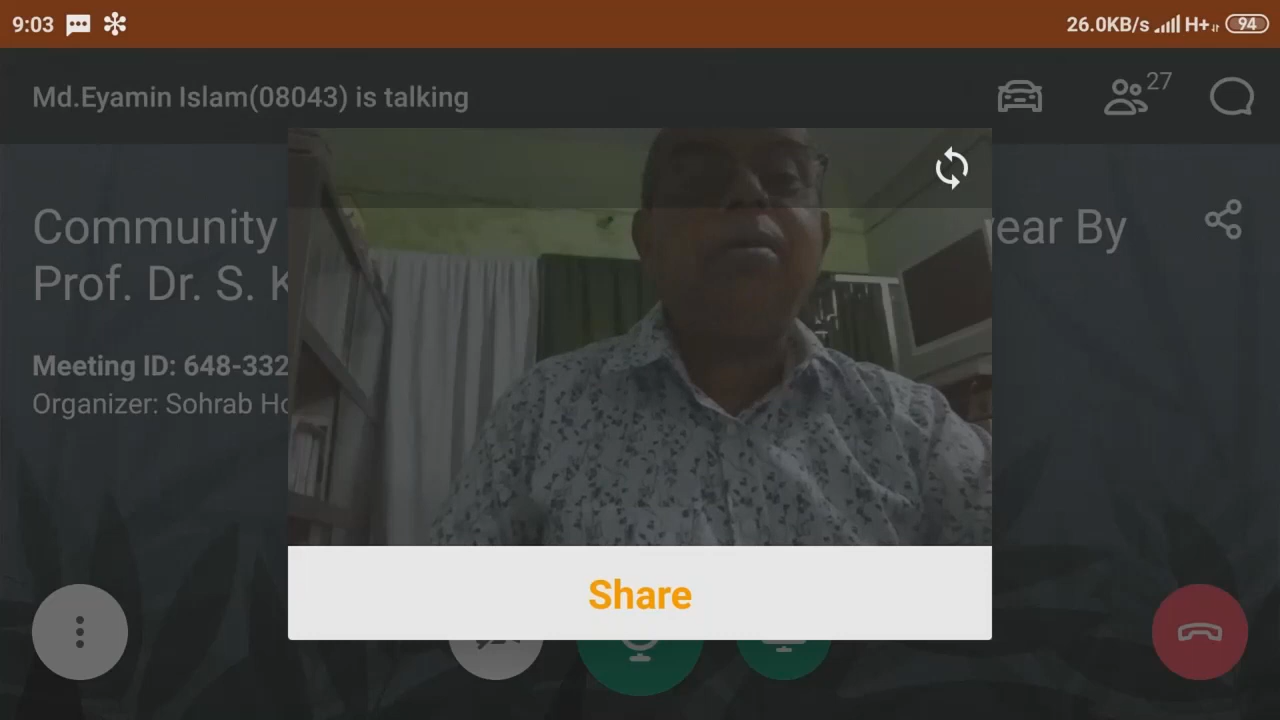 9:03
26.0KB/s H+ 94
Md.Eyamin Islam(08043) is talking
27
Community ear By
Prof. Dr. S. K
Meeting ID: 648-332
Organizer: Sohrab Ho
Share